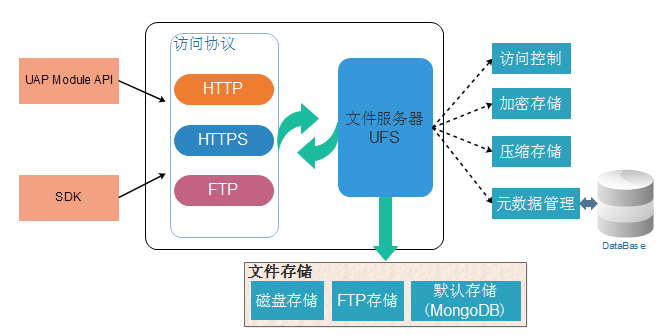 访问协议
UAP Module API
SDK
HTTP
HTTPS
FTP
文件服务器
UFS
访问控制
加密存储
压缩存储
元数据管理
DataBase
文件存储
磁盘存储
FTP存储
默认存储
(MongoDB)